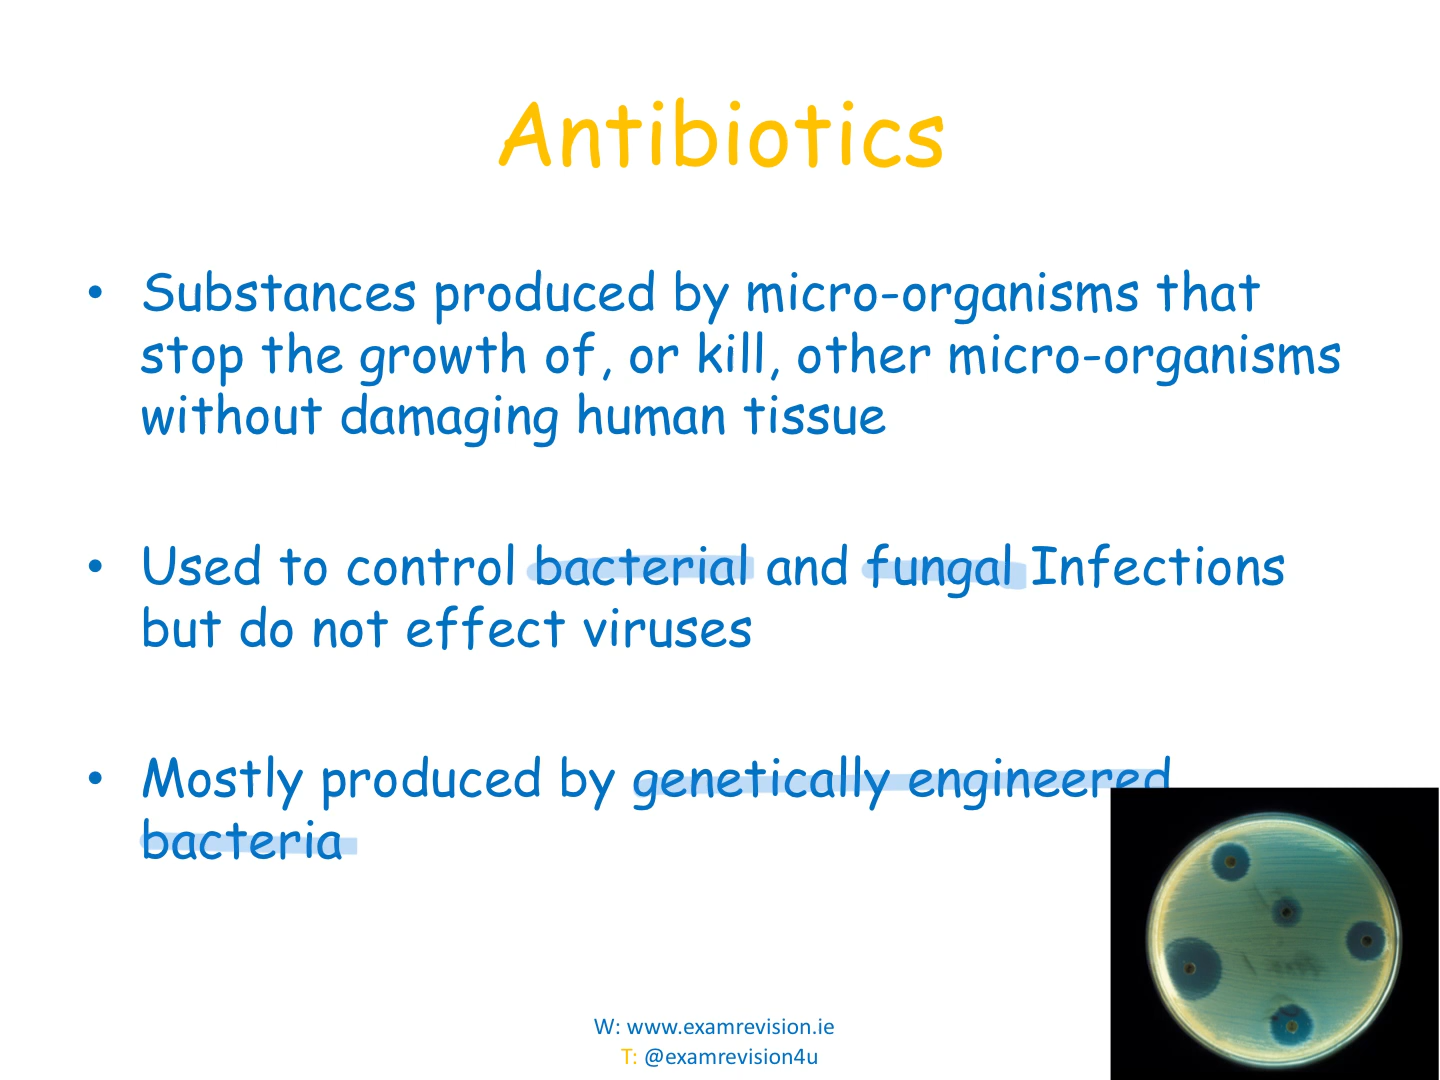 Antibiotics
• Substances produced by micro-organisms that
stop the growth of, or kill, other micro-organisms
without damaging human tissue
• Used to control bacterial and fungal Infections
but do not effect viruses
• Mostly produced by genetically engineered
bacteria
W: www.examrevision.ie
T: @examrevision4u